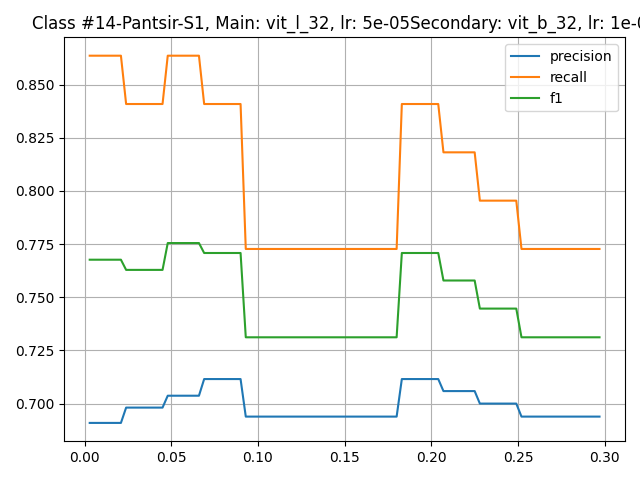 Class #14-Pantsir-S1, Main: vit_l_32, lr: 5e-05Secondary: vit_b_32, lr: 1e-0
precision
recall
f1
0.850
0.825
0.800
0.775
0.750
0.725
0.700
0.00 0.05 0.10 0.15 0.20 0.25 0.30